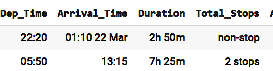 Dep_Time Arrival_Time Duration Total_Stops
22:20 01:10 22 Mar 2h 50m non-stop
05:50 13:15 7h 25m 2 stops